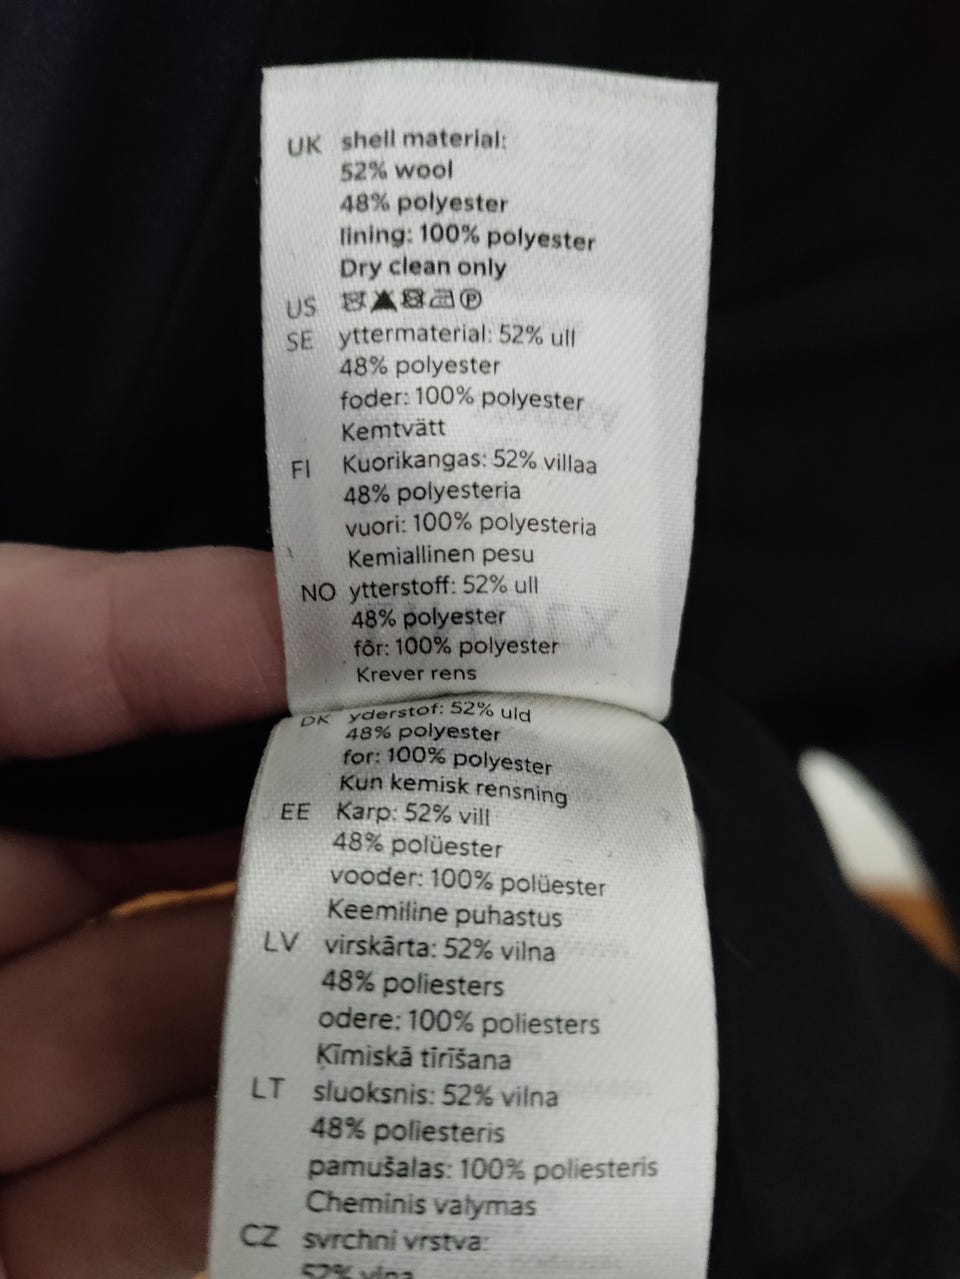 UK shell material:
52% wool
48% polyester
lining: 100% polyester
Dry clean only
US
SE yttermaterial: 52% ull
48% polyester
foder: 100% polyester
Kemtvätt
FI Kuorikangas: 52% villaa
48% polyesteria
vuori: 100% polyesteria
Kemiallinen pesu
NO ytterstoff: 52% ull
48% polyester
fôr: 100% polyester
Krever rens
DK yderstof: 52% uld
48% polyester
for: 100% polyester
Kun kemisk rensning
EE Karp: 52% vill
48% polüester
vooder: 100% polüester
Keemiline puhastus
LV virskārta: 52% vilna
48% poliesters
odere: 100% poliesters
Ķīmiskā tīrīšana
LT sluoksnis: 52% vilna
48% poliesteris
pamušalas: 100% poliesteris
Cheminis valymas
CZ svrchní vrstva:
52% vlna